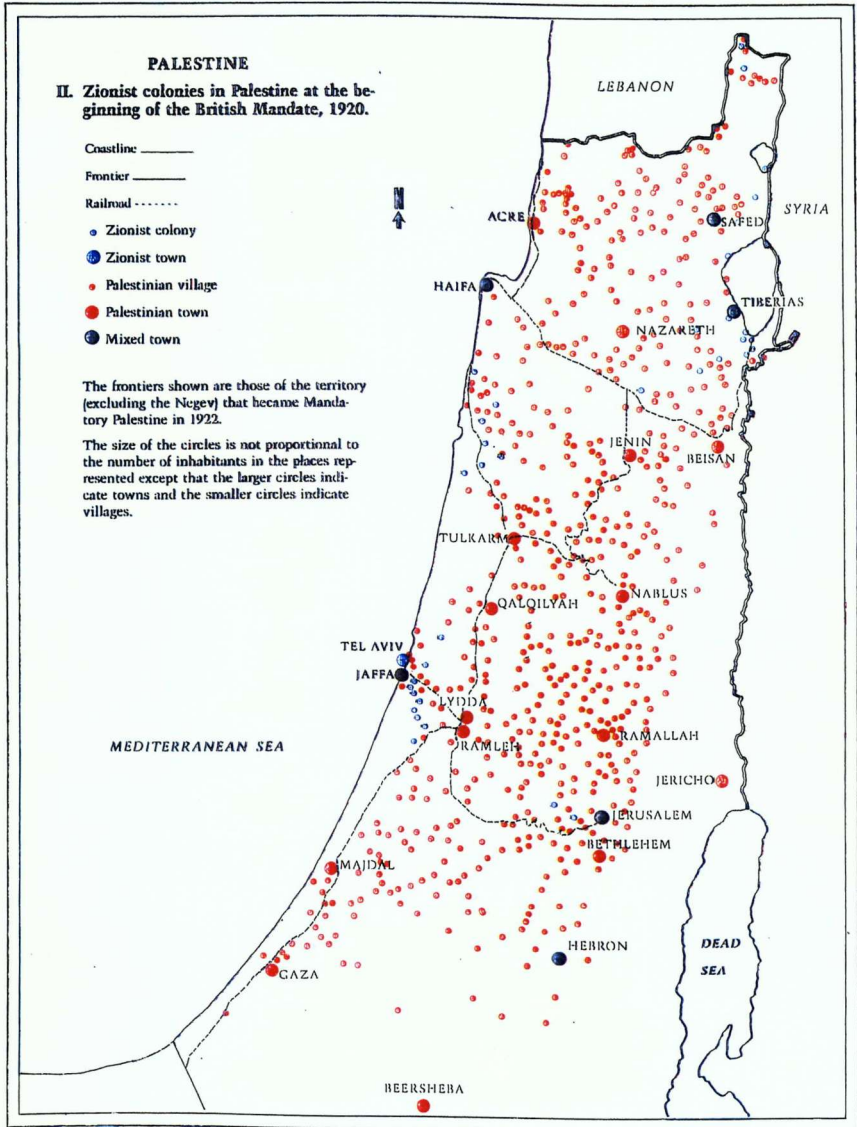 PALESTINE
II. Zionist colonies in Palestine at the be-
ginning of the British Mandate, 1920.
Coastline
Frontier
Railroad
Zionist colony
Zionist town
Palestinian village
Palestinian town
Mixed town
The frontiers shown are those of the territory
(excluding the Negev) that became Manda-
tory Palestine in 1922.
The size of the circles is not proportional to
the number of inhabitants in the places rep-
resented except that the larger circles indi-
cate towns and the smaller circles indicate
villages.
N
LEBANON
SYRIA
ACRE
SAFED
HAIFA
TIBERIAS
NAZARETH
JENIN
BEISAN
TULKARM
NABLUS
QALQILYAH
TEL AVIV
JAFFA
LYDDA
RAMLEH
RAMALLAH
MEDITERRANEAN SEA
JERICHO
JERUSALEM
BETHLEHEM
MAJDAL
HEBRON
DEAD
SEA
GAZA
BEERSHEBA